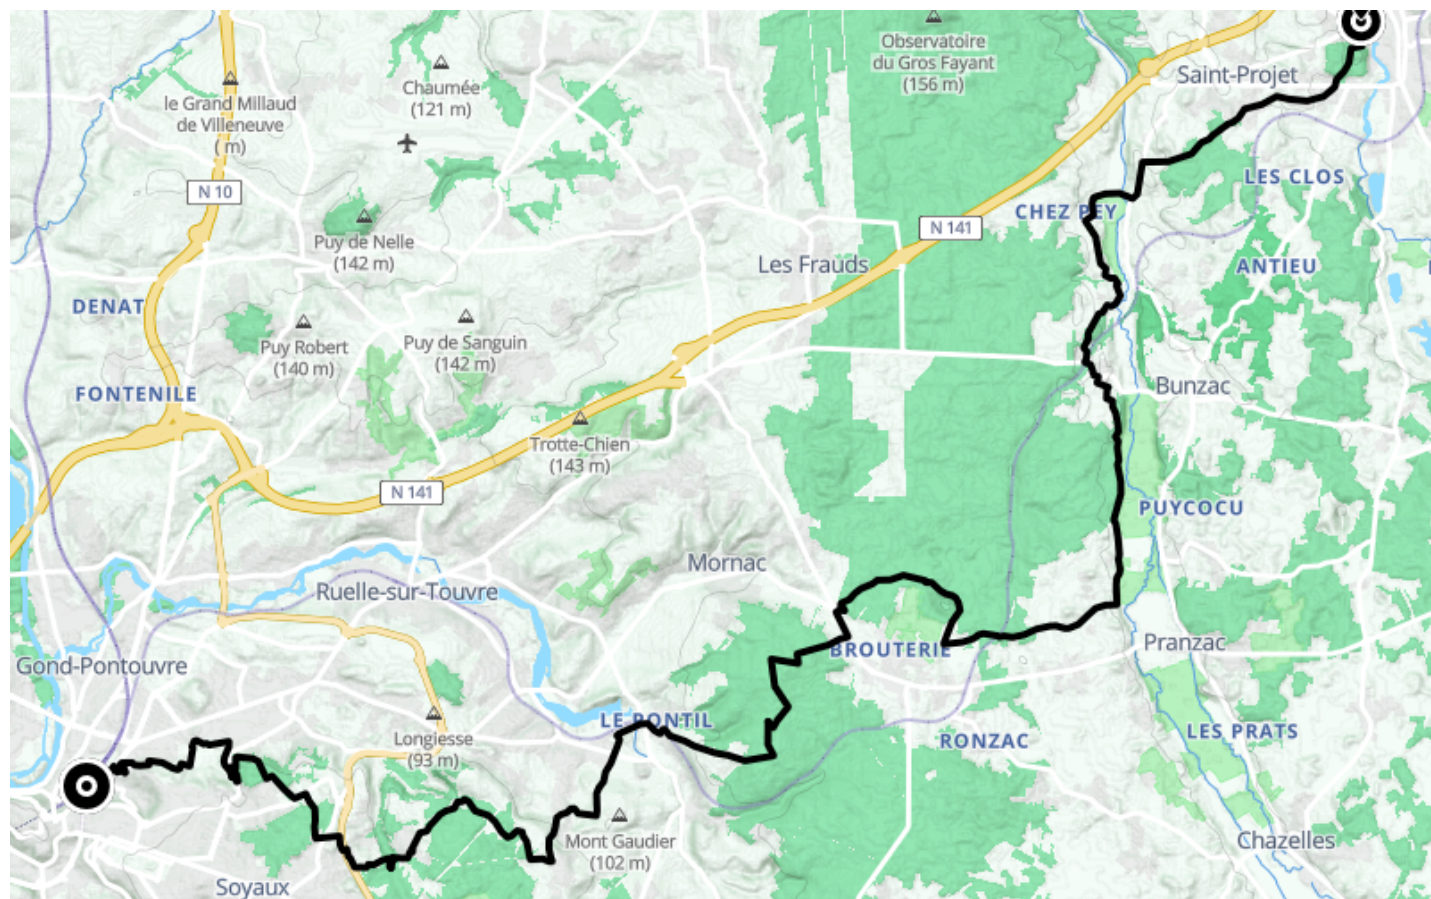 Observatoire
du Gros Fayant
(156 m)
Saint-Projet
Chaumée
(121 m)
le Grand Millaud
de Villeneuve
( m)
N 10
LES CLOS
CHEZ PEY
N 141
Puy de Nelle
(142 m)
Les Frauds
ANTIEU
DENAT
Puy Robert
(140 m)
Puy de Sanguin
(142 m)
FONTENILE
Bunzac
Trotte-Chien
(143 m)
N 141
PUYCOCU
Mornac
Ruelle-sur-Touvre
Gond-Pontouvre
BROUTERIE
Pranzac
LE PONTIL
LES PRATS
RONZAC
Longiesse
(93 m)
Mont Gaudier
(102 m)
Chazelles
Soyaux